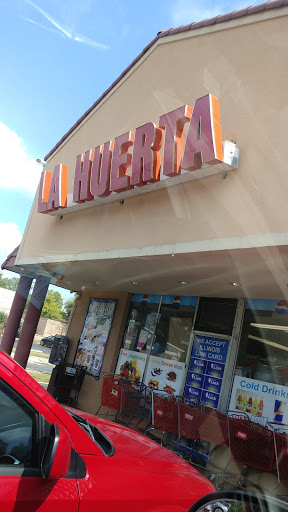 LA HUERTA
WE ACCEPT
ILLINOIS
LINK CARD
Cold Drinks